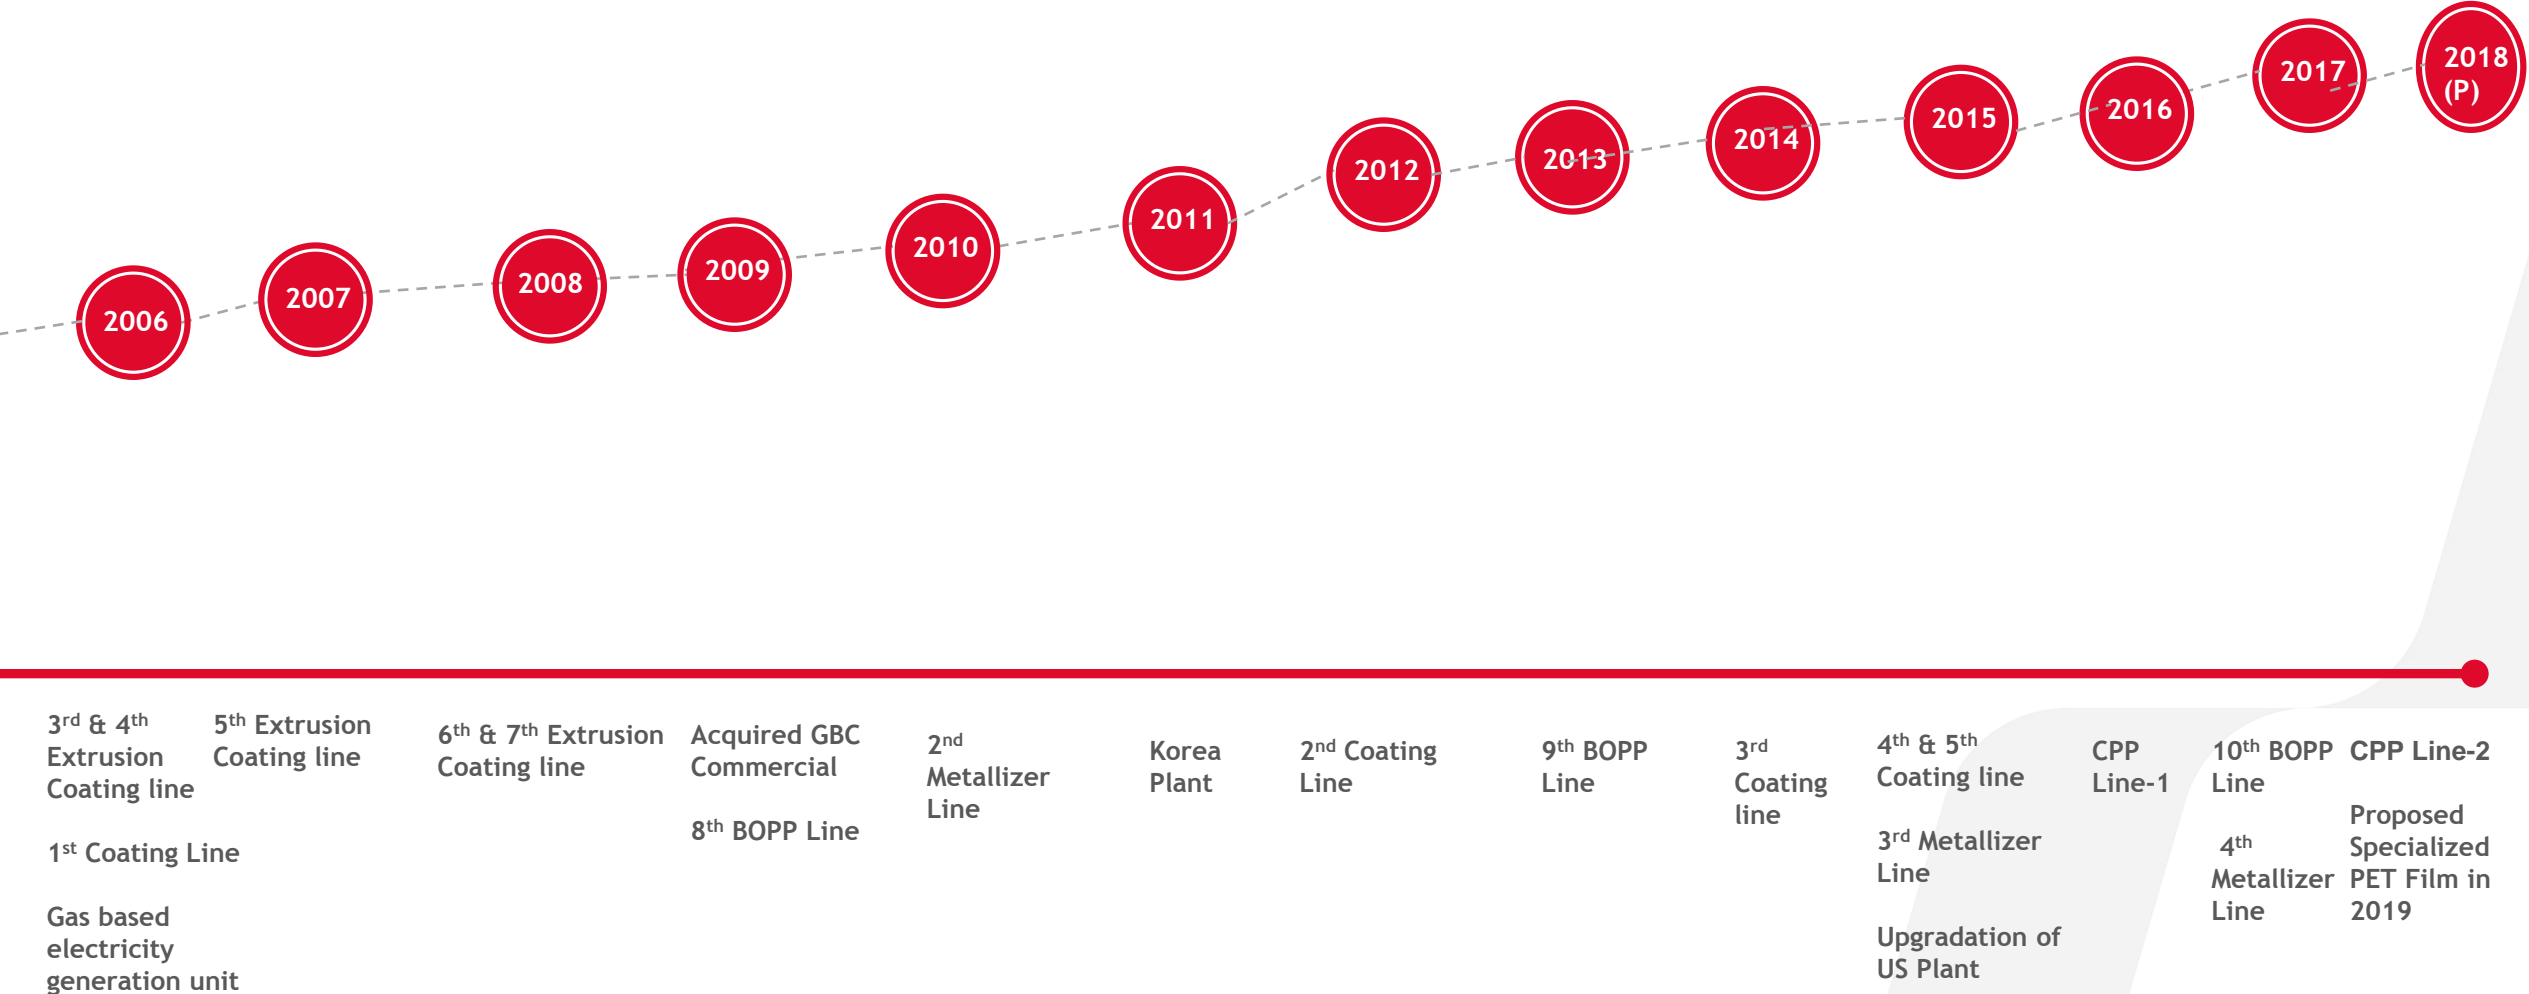 2006
2007
2008
2009
2010
2011
2012
2013
2014
2015
2016
2017
2018
(P)
3rd & 4th
Extrusion
Coating line
1st Coating Line
Gas based
electricity
generation unit
5th Extrusion
Coating line
6th & 7th Extrusion
Coating line
Acquired GBC
Commercial
8th BOPP Line
2nd
Metallizer
Line
Korea
Plant
2nd Coating
Line
9th BOPP
Line
3rd
Coating
line
4th & 5th
Coating line
3rd Metallizer
Line
Upgradation of
US Plant
CPP
Line-1
10th BOPP
Line
4th
Metallizer
Line
CPP Line-2
Proposed
Specialized
PET Film in
2019